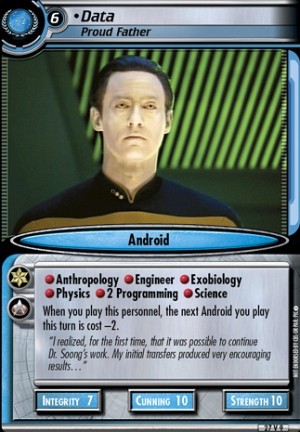 6
•Data
Proud Father
Android
•Anthropology •Engineer •Exobiology
•Physics •2 Programming •Science
When you play this personnel, the next Android you play
this turn is cost –2.
"I realized, for the first time, that it was possible to continue
Dr. Soong's work. My initial transfers produced very encouraging
results…"
INTEGRITY 7
CUNNING 10
STRENGTH 10
27 V 6